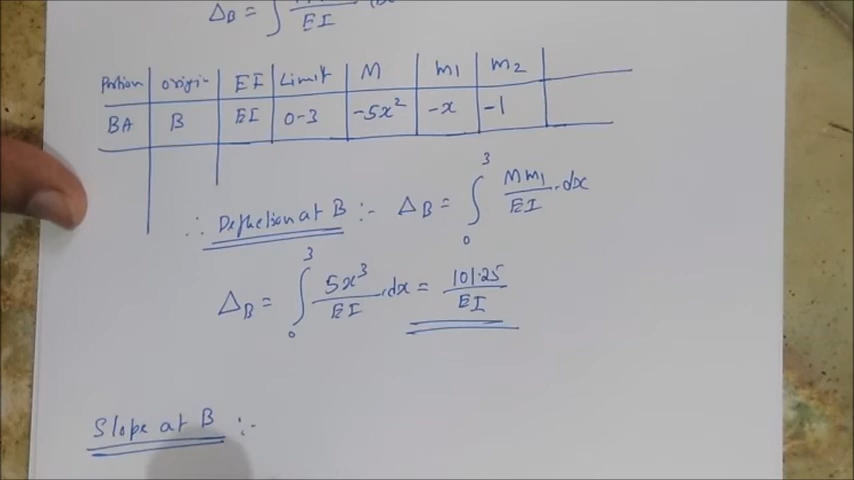 Δ_B = ∫ EI
Portion origin EI Limit M m1 m2
BA B EI 0-3 -5x² -x -1
∴ Deflection at B :- Δ_B = ∫₀³ Mm₁/EI .dx
Δ_B = ∫₀³ 5x³/EI .dx = 101.25/EI
Slope at B :-